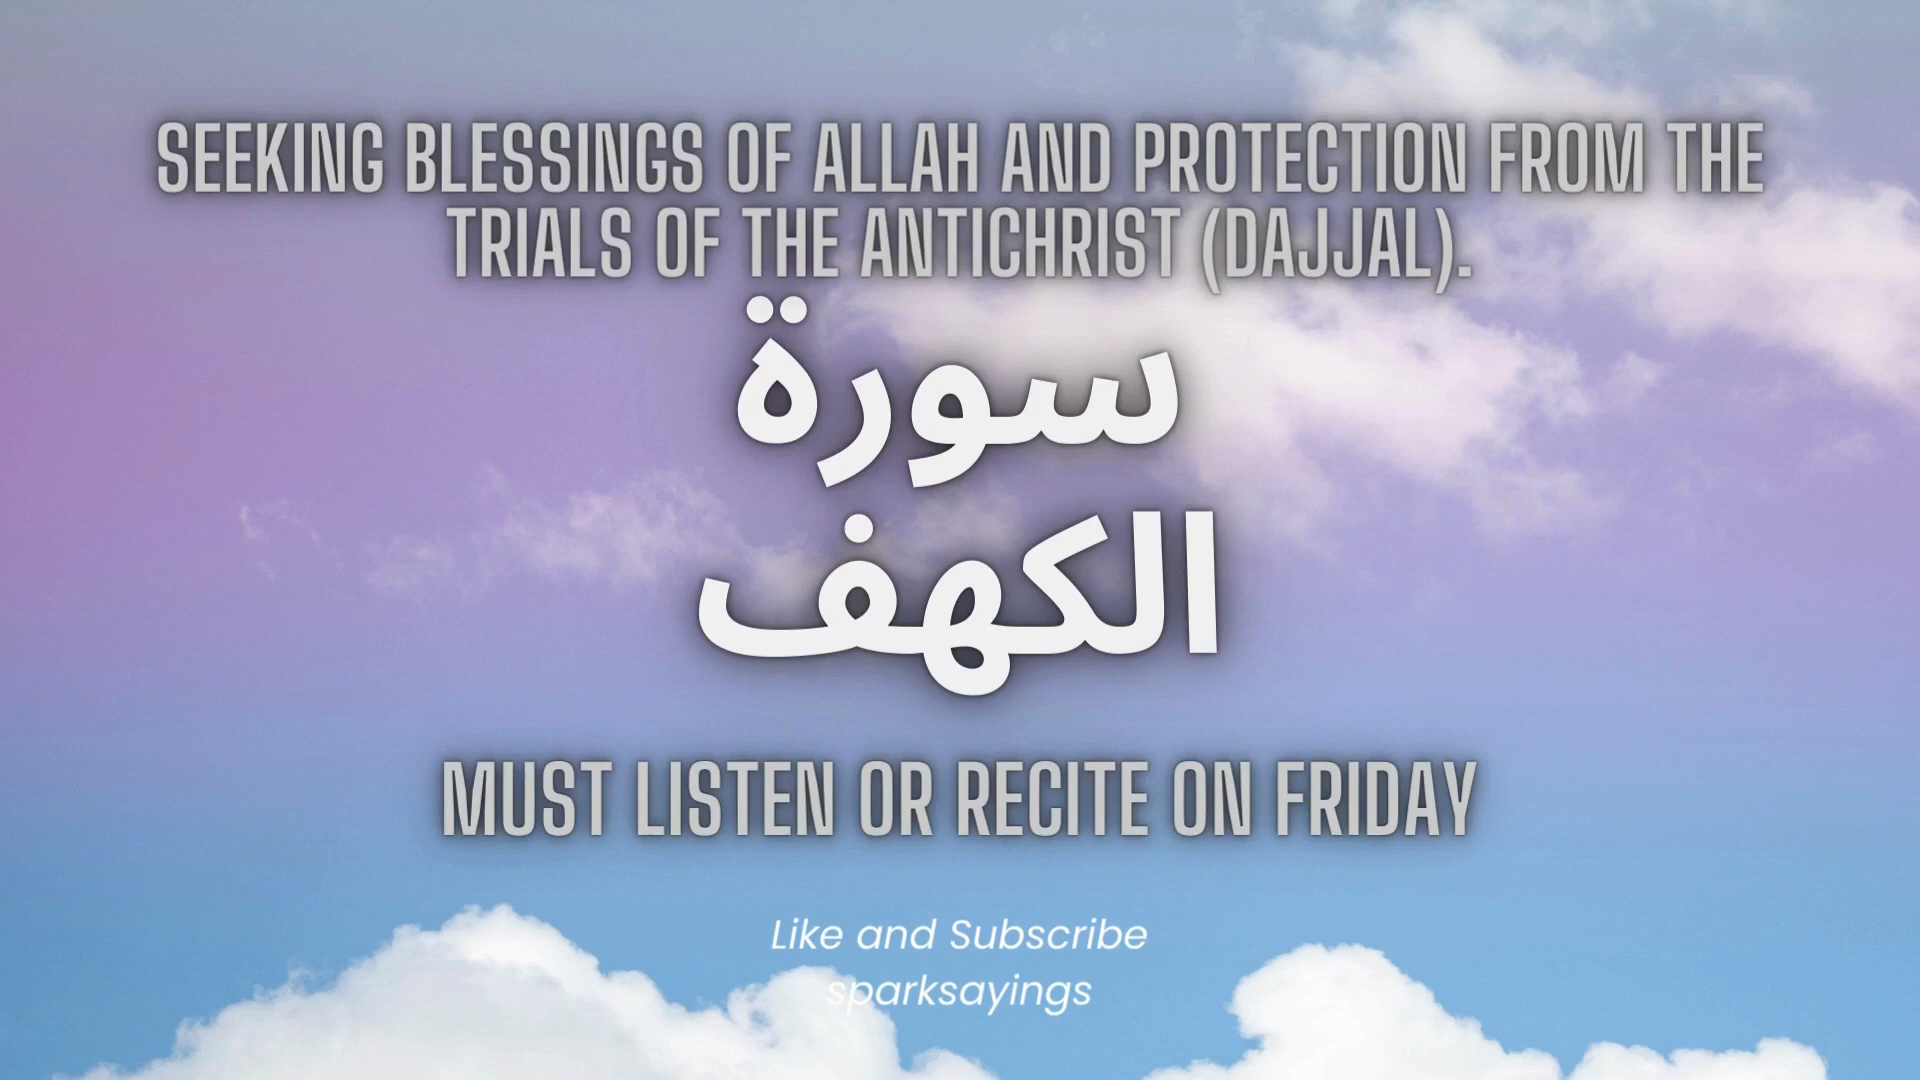 SEEKING BLESSINGS OF ALLAH AND PROTECTION FROM THE
TRIALS OF THE ANTICHRIST (DAJJAL).
سورة
الكهف
MUST LISTEN OR RECITE ON FRIDAY
Like and Subscribe
sparksayings